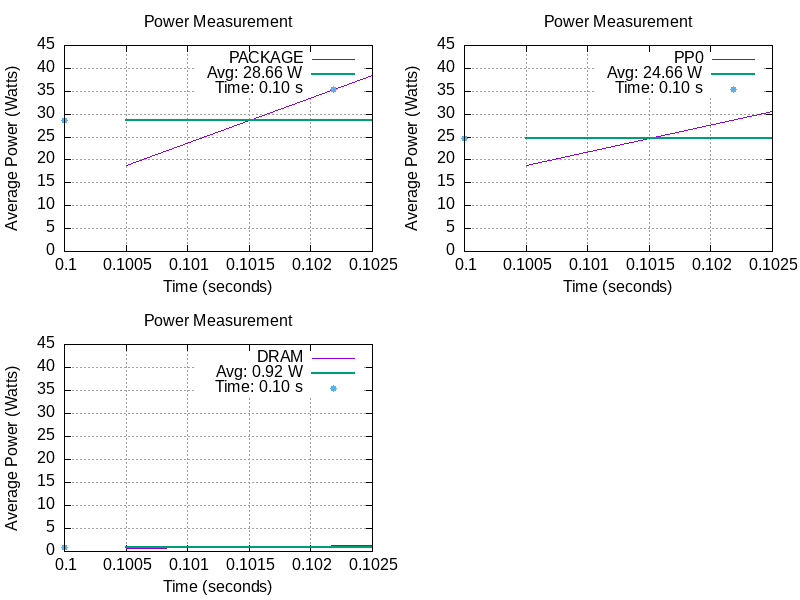 Power Measurement
45
40
35
30
25
20
15
10
5
0
Average Power (Watts)
PACKAGE
Avg: 28.66 W
Time: 0.10 s
0.1 0.1005 0.101 0.1015 0.102 0.1025
Time (seconds)
Power Measurement
45
40
35
30
25
20
15
10
5
0
Average Power (Watts)
PP0
Avg: 24.66 W
Time: 0.10 s
0.1 0.1005 0.101 0.1015 0.102 0.1025
Time (seconds)
Power Measurement
45
40
35
30
25
20
15
10
5
0
Average Power (Watts)
DRAM
Avg: 0.92 W
Time: 0.10 s
0.1 0.1005 0.101 0.1015 0.102 0.1025
Time (seconds)